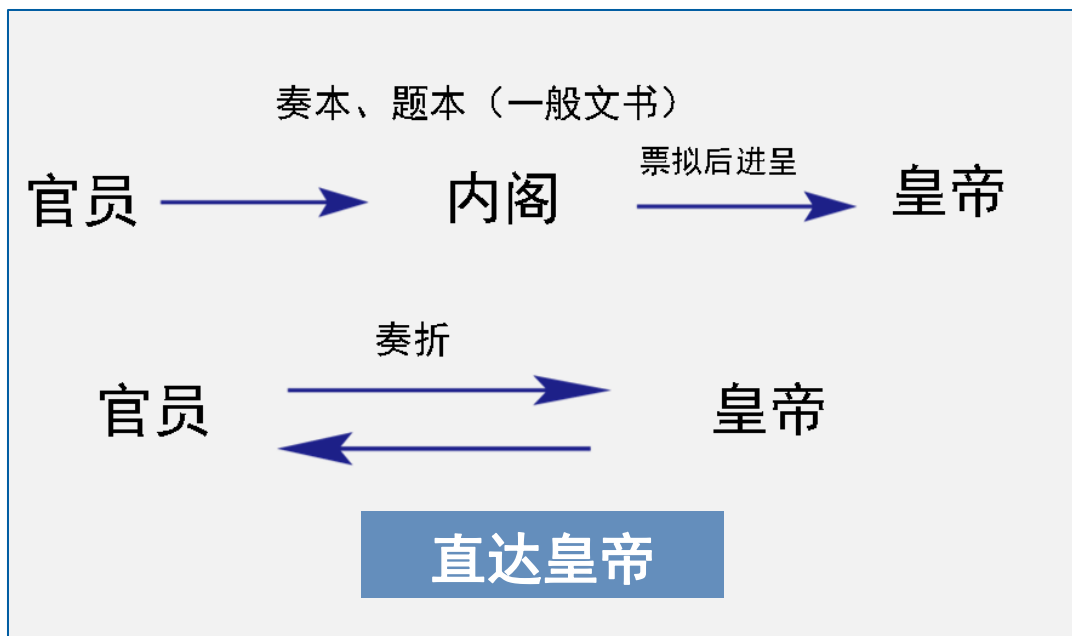 奏本、题本（一般文书）
票拟后进呈
官员 内阁 皇帝
奏折
官员 皇帝
直达皇帝